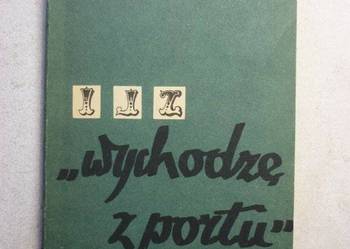 I J Z
„wychodzę
z portu"